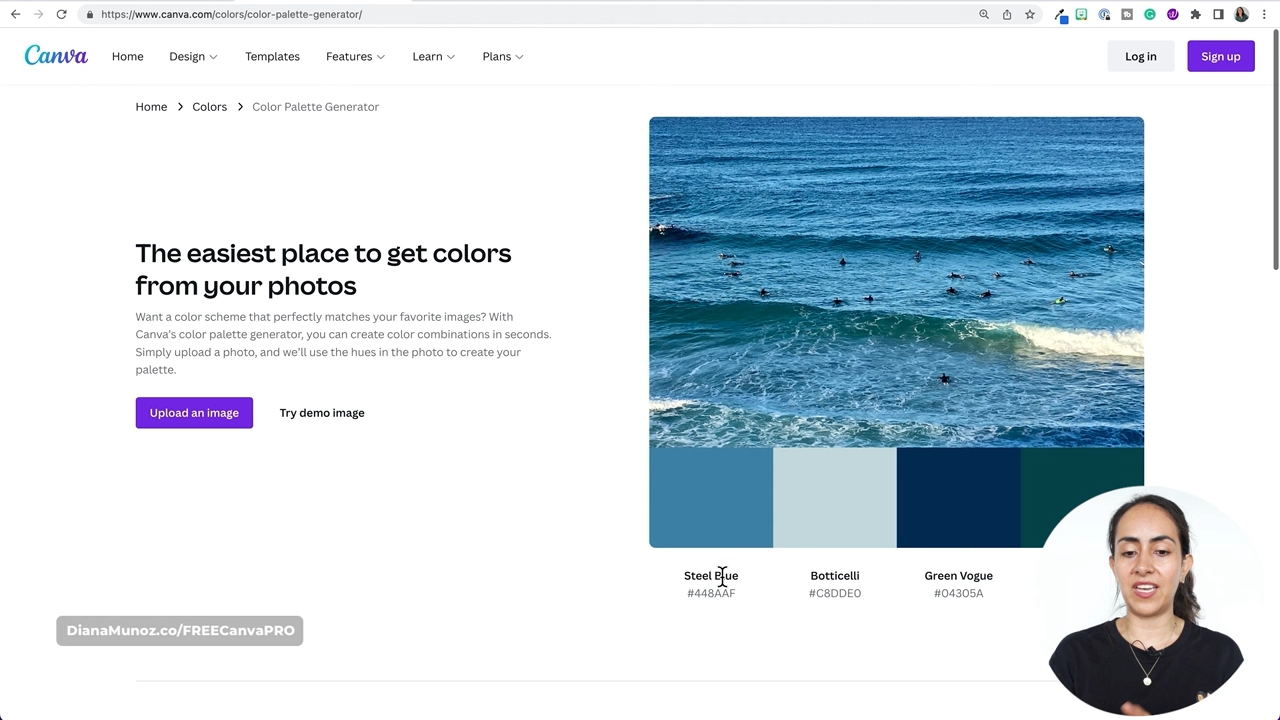 https://www.canva.com/colors/color-palette-generator/
Canva Home Design Templates Features Learn Plans Log in Sign up
Home Colors Color Palette Generator
The easiest place to get colors
from your photos
Want a color scheme that perfectly matches your favorite images? With
Canva's color palette generator, you can create color combinations in seconds.
Simply upload a photo, and we'll use the hues in the photo to create your
palette.
Upload an image Try demo image
Steel Blue Botticelli Green Vogue
#448AAF #C8DDE0 #04305A
DianaMunoz.co/FREECanvaPRO